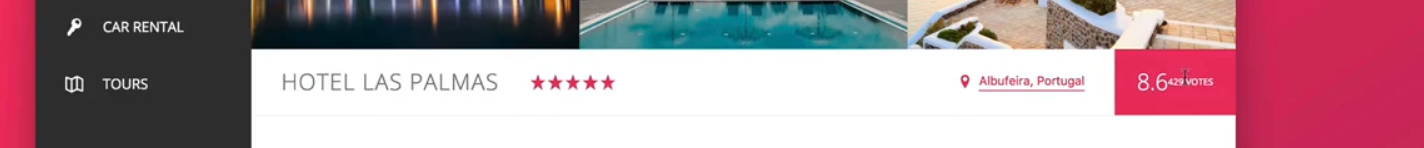 CAR RENTAL
TOURS
HOTEL LAS PALMAS
Albufeira, Portugal
8.6 429 VOTES